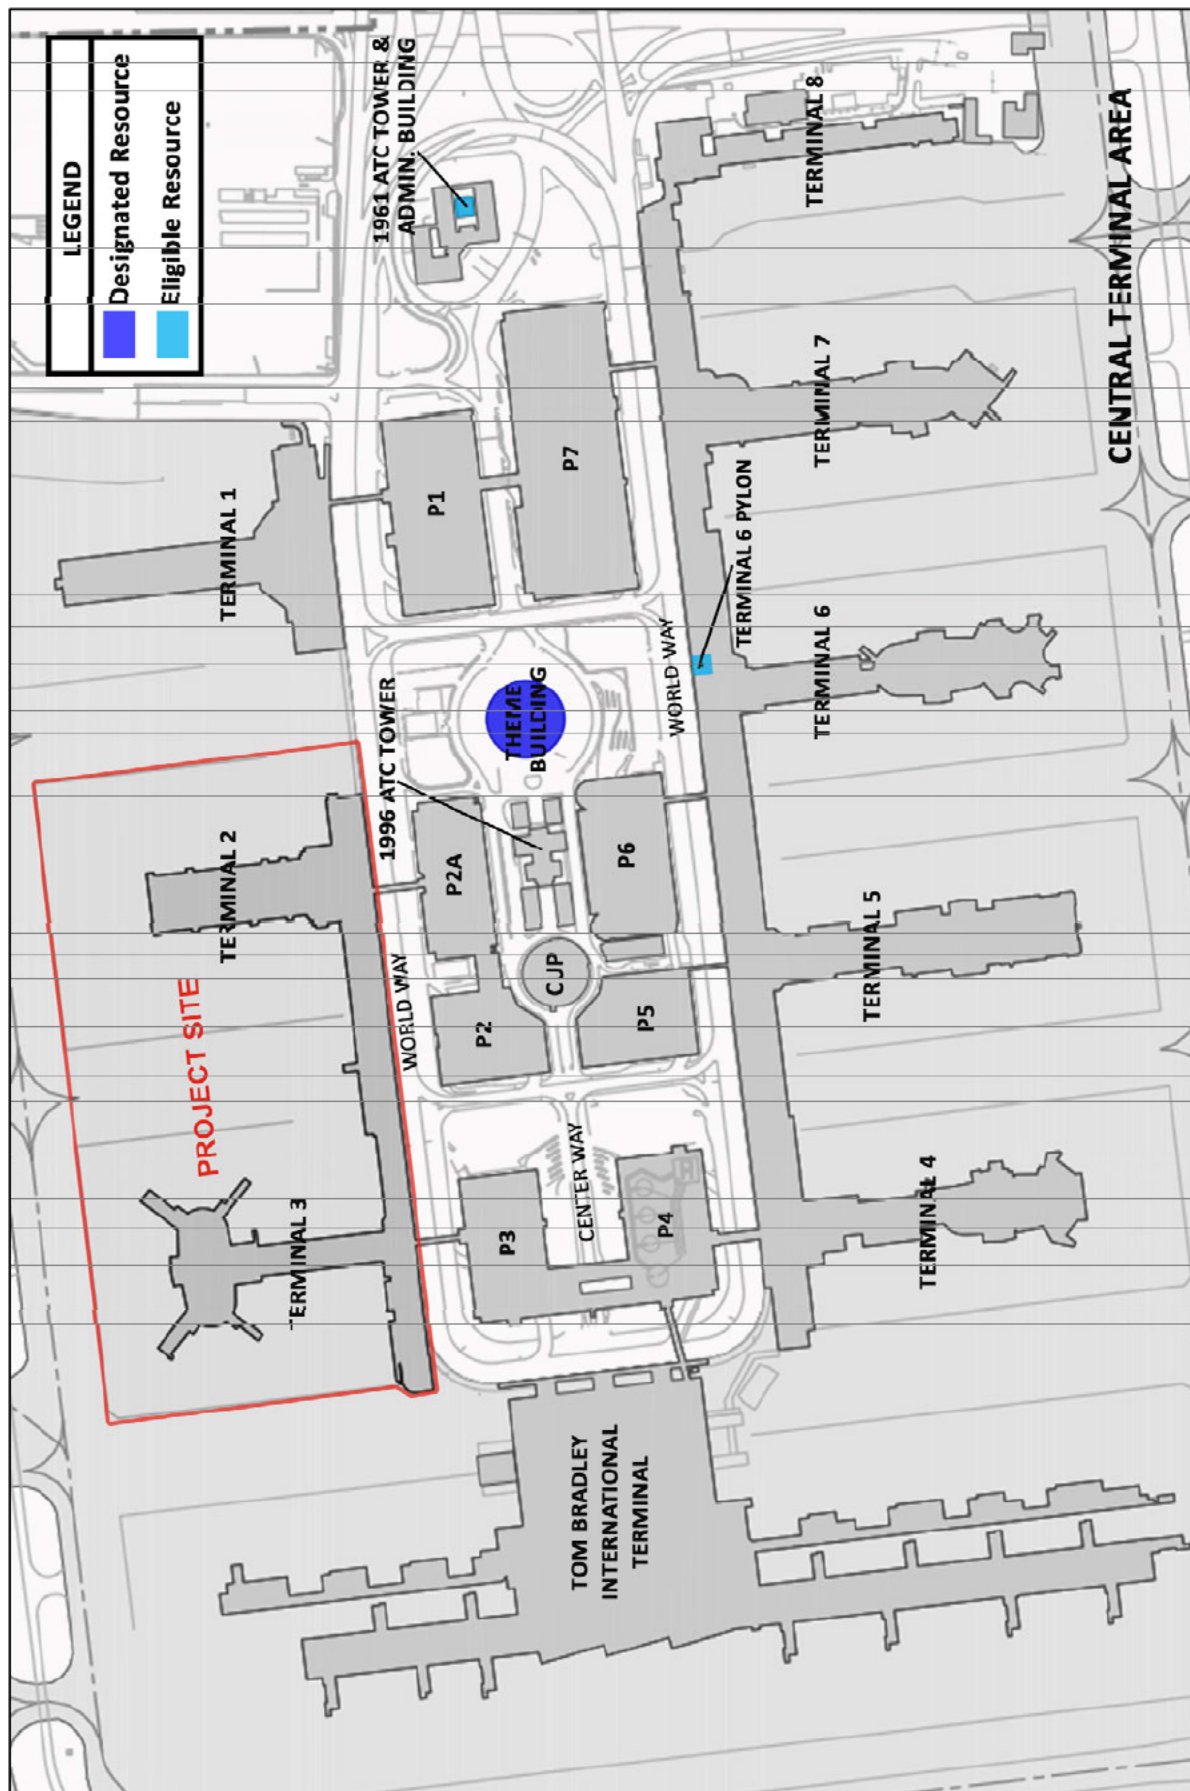 LEGEND
Designated Resource
Eligible Resource
1961 ATC TOWER &
ADMIN. BUILDING
TERMINAL 1
TERMINAL 2
TERMINAL 3
PROJECT SITE
WORLD WAY
1996 ATC TOWER
P1
P7
P2A
P2
P3
THEME
BUILDING
CJP
P6
P5
P4
CENTER WAY
WORLD WAY
TERMINAL 6 PYLON
TOM BRADLEY
INTERNATIONAL
TERMINAL
TERMINAL 4
TERMINAL 5
TERMINAL 6
TERMINAL 7
TERMINAL 8
CENTRAL TERMINAL AREA